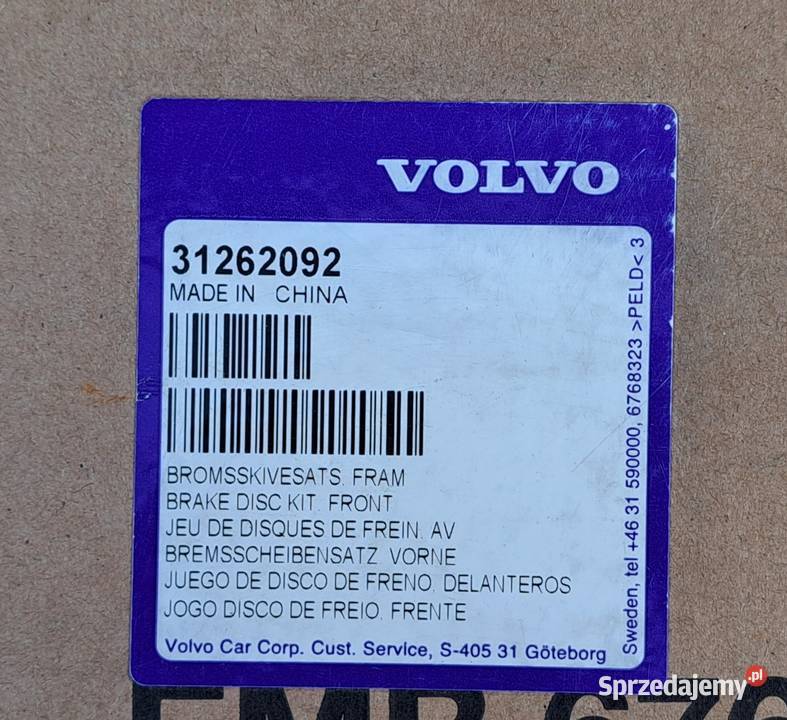 VOLVO
31262092
MADE IN CHINA
BROMSSKIVESATS. FRAM
BRAKE DISC KIT. FRONT
JEU DE DISQUES DE FREIN. AV
BREMSSCHEIBENSATZ. VORNE
JUEGO DE DISCO DE FRENO. DELANTEROS
JOGO DISCO DE FREIO. FRENTE
Volvo Car Corp. Cust. Service, S-405 31 Göteborg
Sweden, tel +46 31 590000, 6768323 >PELD< 3
Sprzedajemy.pl